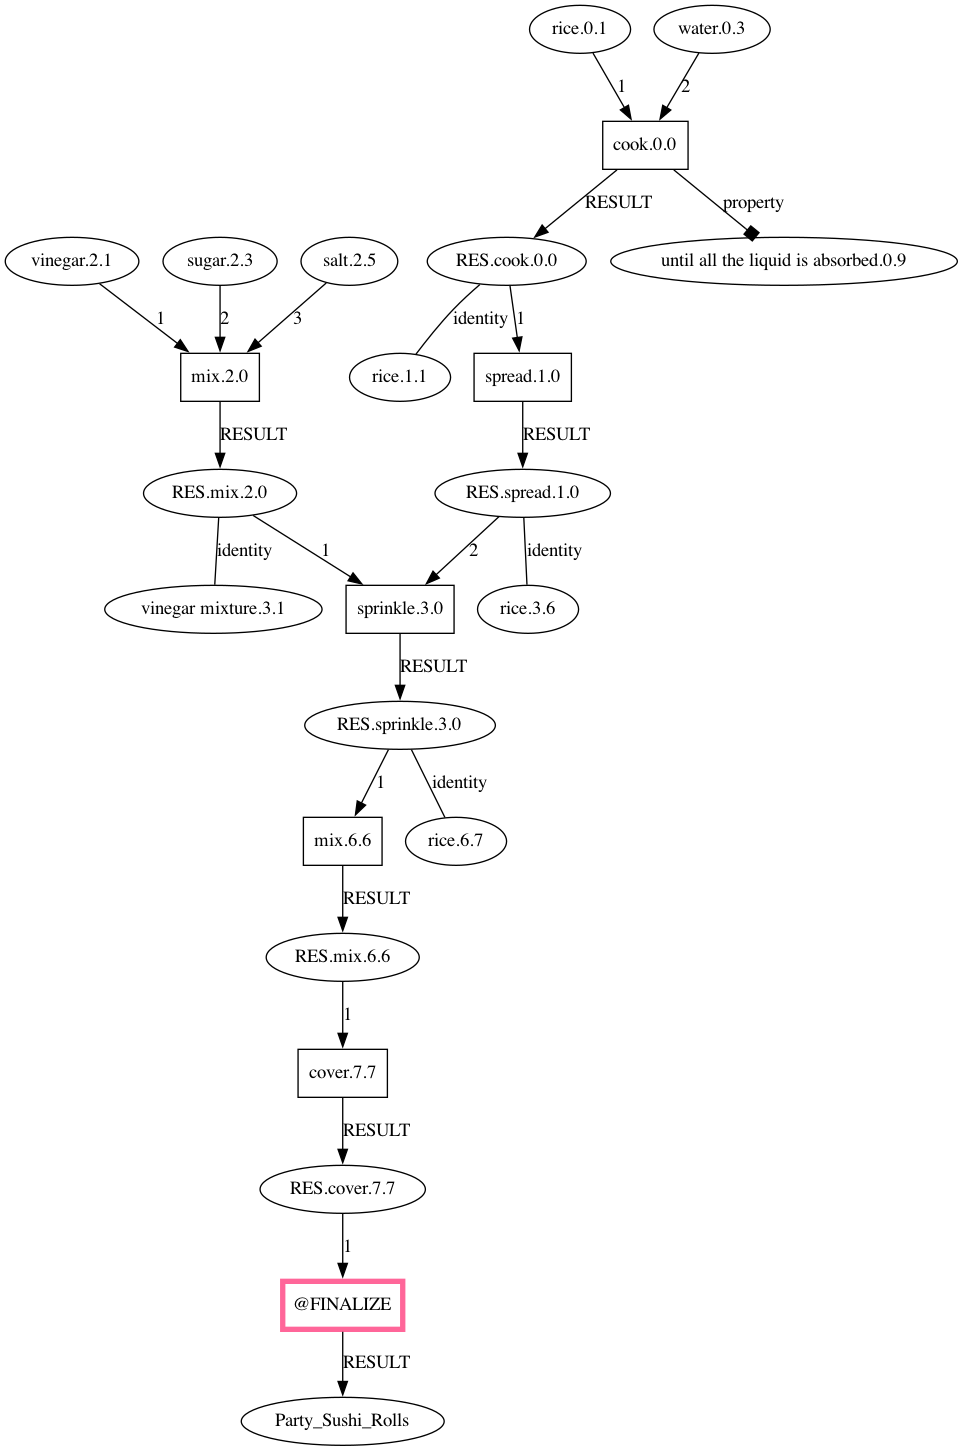 rice.0.1
water.0.3
1
2
cook.0.0
RESULT
property
vinegar.2.1
sugar.2.3
salt.2.5
RES.cook.0.0
until all the liquid is absorbed.0.9
1
2
3
identity
1
mix.2.0
rice.1.1
spread.1.0
RESULT
RESULT
RES.mix.2.0
RES.spread.1.0
identity
1
2
identity
vinegar mixture.3.1
sprinkle.3.0
rice.3.6
RESULT
RES.sprinkle.3.0
1
identity
mix.6.6
rice.6.7
RESULT
RES.mix.6.6
1
cover.7.7
RESULT
RES.cover.7.7
1
@FINALIZE
RESULT
Party_Sushi_Rolls